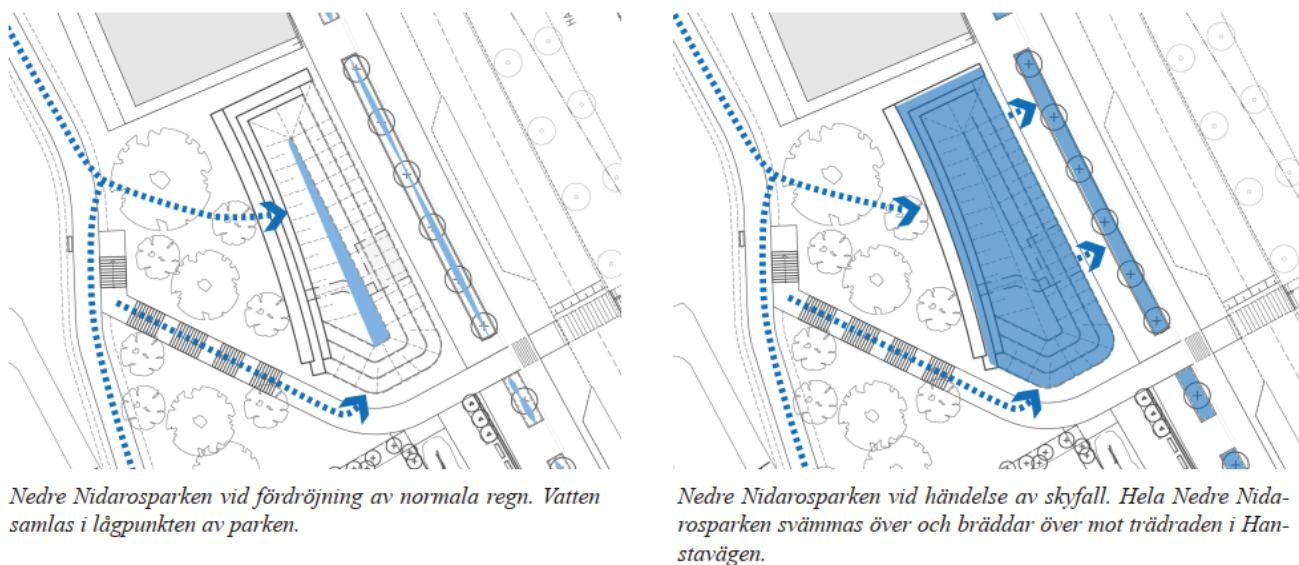 HA
Nedre Nidarosparken vid fördröjning av normala regn. Vatten
samlas i lågpunkten av parken.
Nedre Nidarosparken vid händelse av skyfall. Hela Nedre Nida-
rosparken svämmas över och bräddar över mot trädraden i Han-
stavägen.